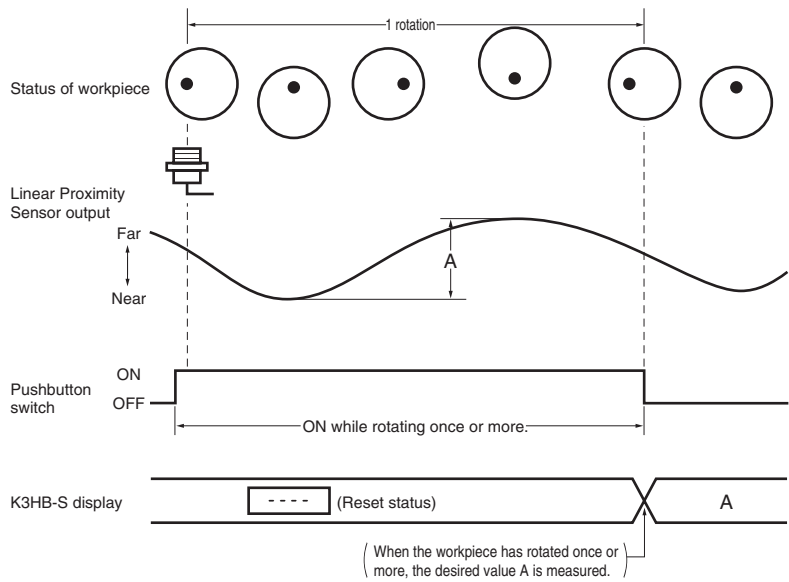 1 rotation
Status of workpiece
Linear Proximity
Sensor output
Far
A
Near
ON
Pushbutton
switch
OFF
ON while rotating once or more.
K3HB-S display
- - - -
(Reset status)
A
( When the workpiece has rotated once or
more, the desired value A is measured. )